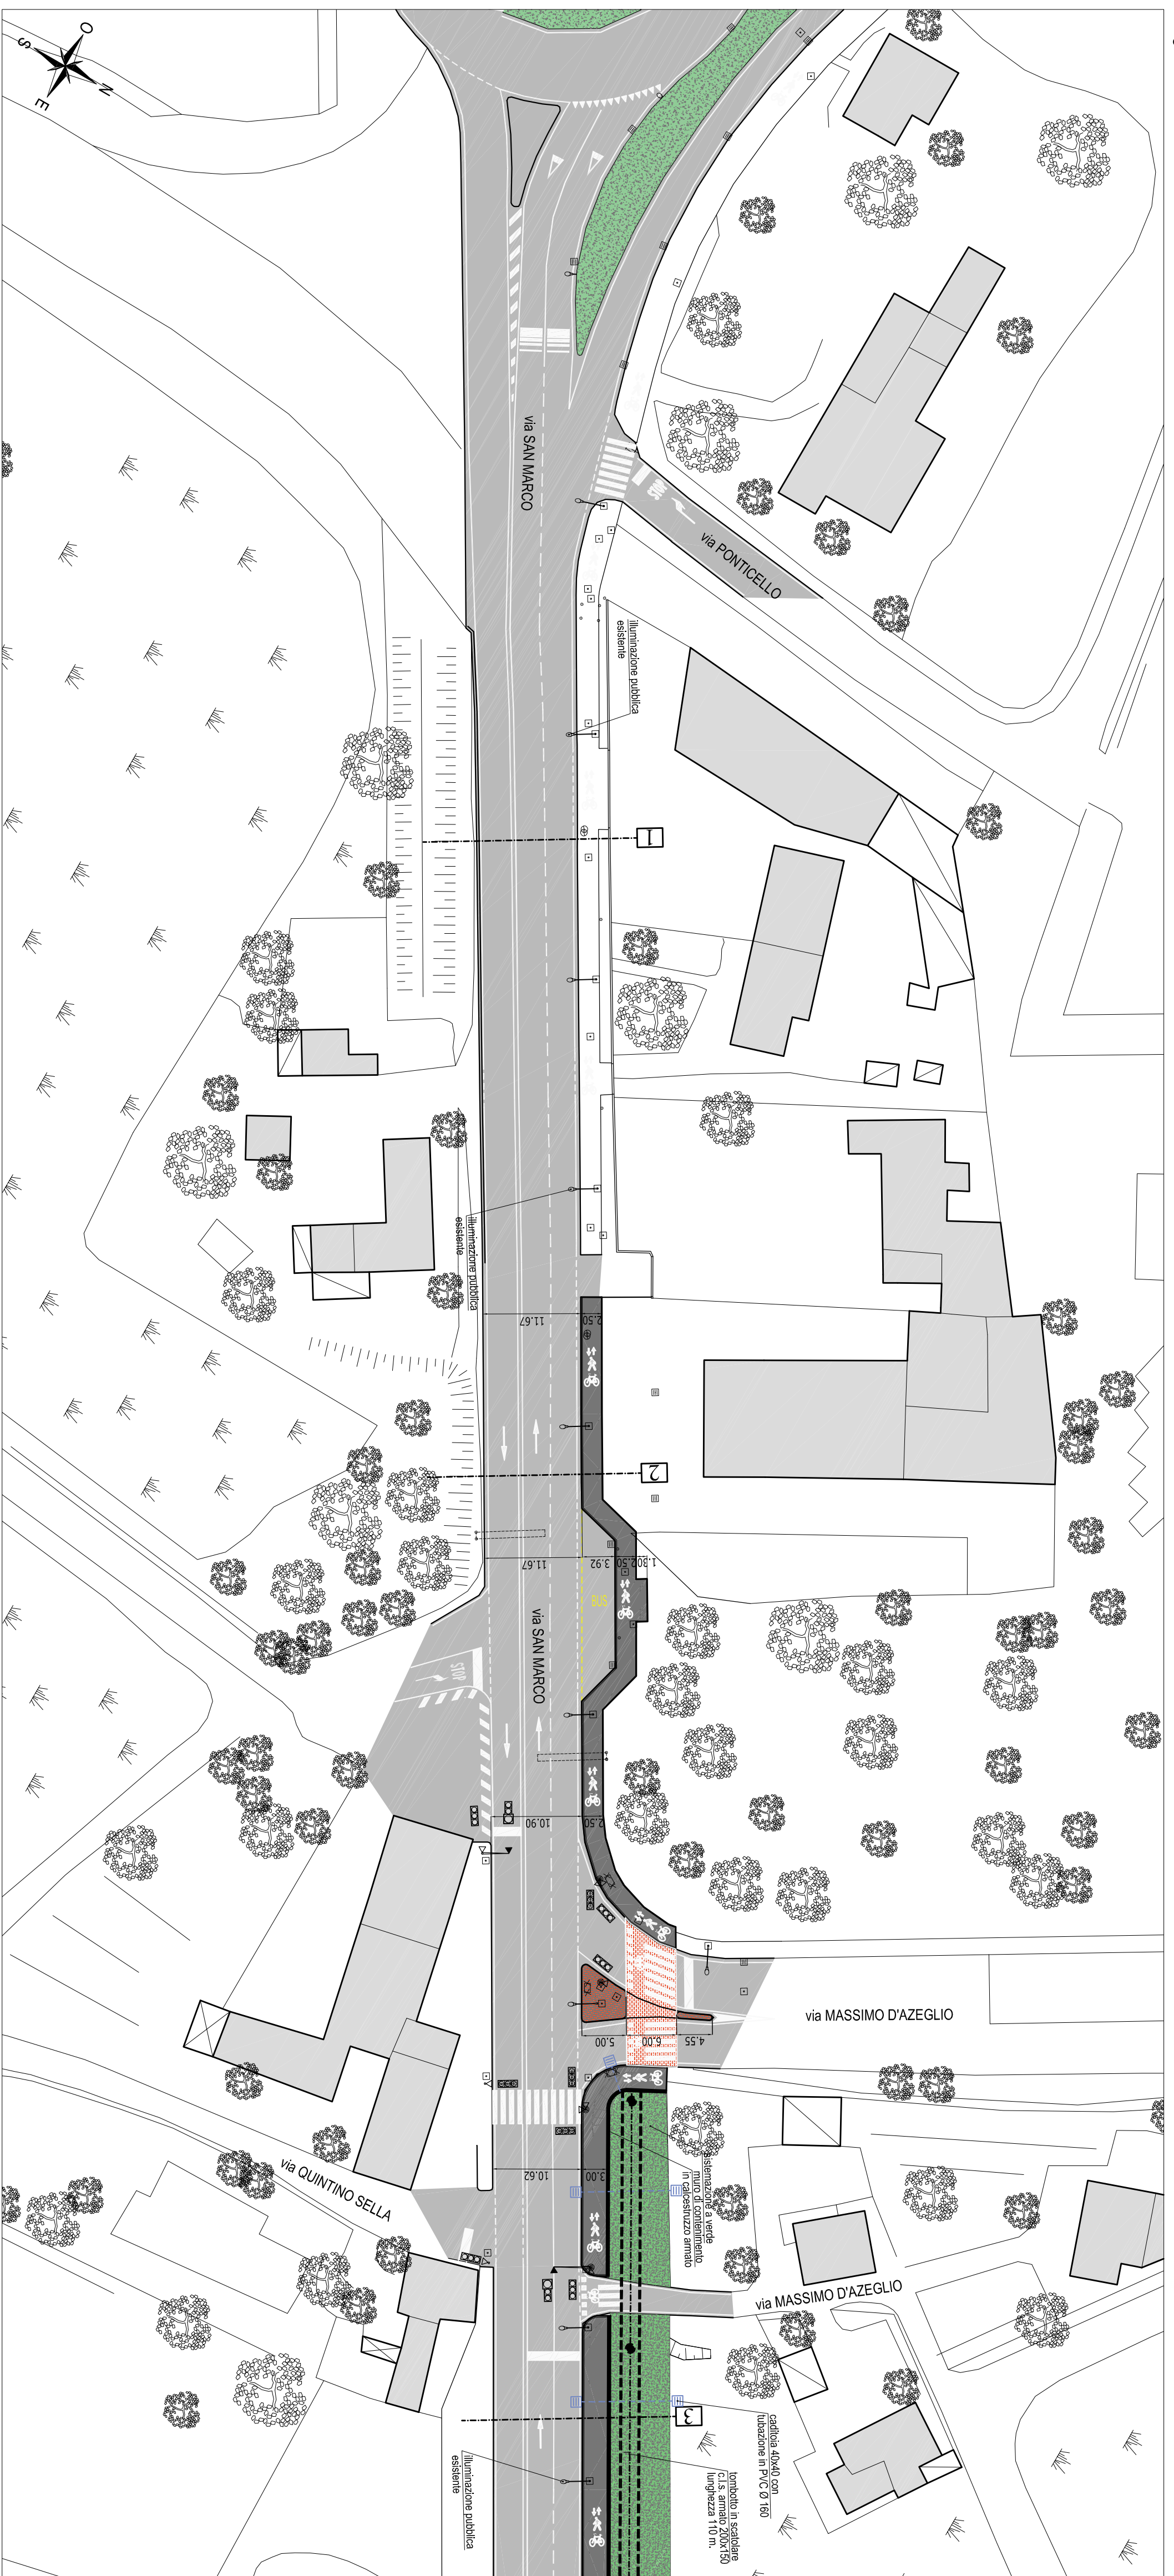 O
S
N
E
via SAN MARCO
BUS
via PONTICELLO
illuminazione pubblica
esistente
1
illuminazione pubblica
esistente
11.67
2.50
2
11.67
3.92
2.50
1.30
BUS
via SAN MARCO
STOP
10.90
2.50
via MASSIMO D'AZEGLIO
5.00
6.00
4.55
via QUINTINO SELLA
10.62
3.00
sistemazione a verde
muro di contenimento
in calcestruzzo armato
via MASSIMO D'AZEGLIO
3
caditoia 40x40 con
tubazione in PVC Ø 160
tombotto in scatolare
c.l.s. armato 200x150
lunghezza 110 m.
illuminazione pubblica
esistente